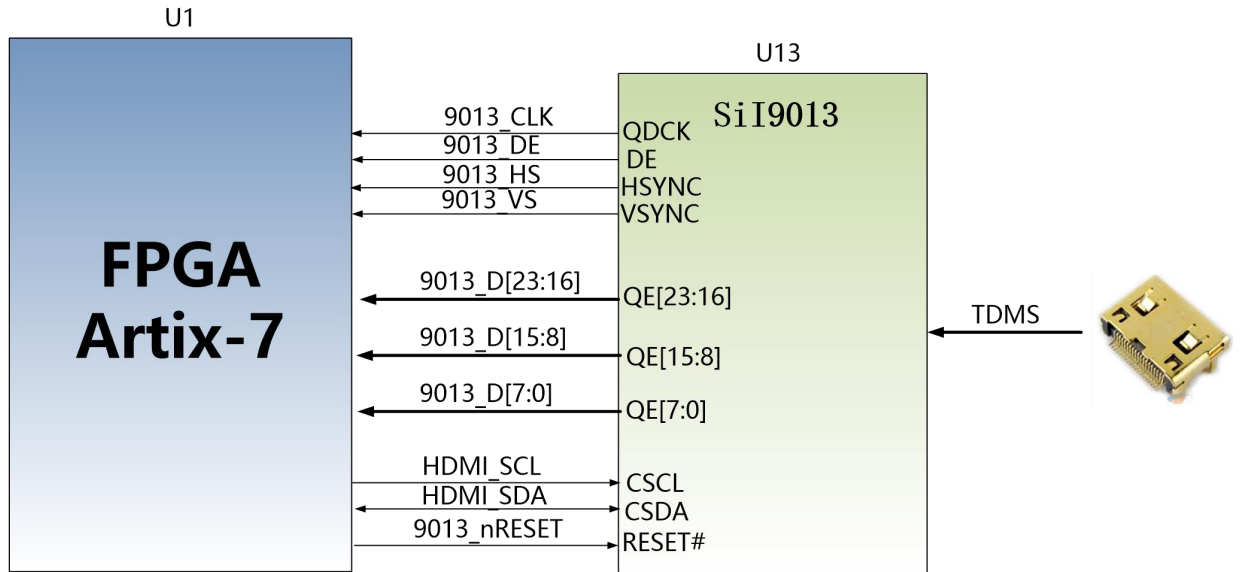 U1
U13
SiI9013
9013_CLK
QDCK
9013_DE
DE
9013_HS
HSYNC
9013_VS
VSYNC
FPGA
Artix-7
9013_D[23:16]
QE[23:16]
TDMS
9013_D[15:8]
QE[15:8]
9013_D[7:0]
QE[7:0]
HDMI_SCL
CSCL
HDMI_SDA
CSDA
9013_nRESET
RESET#